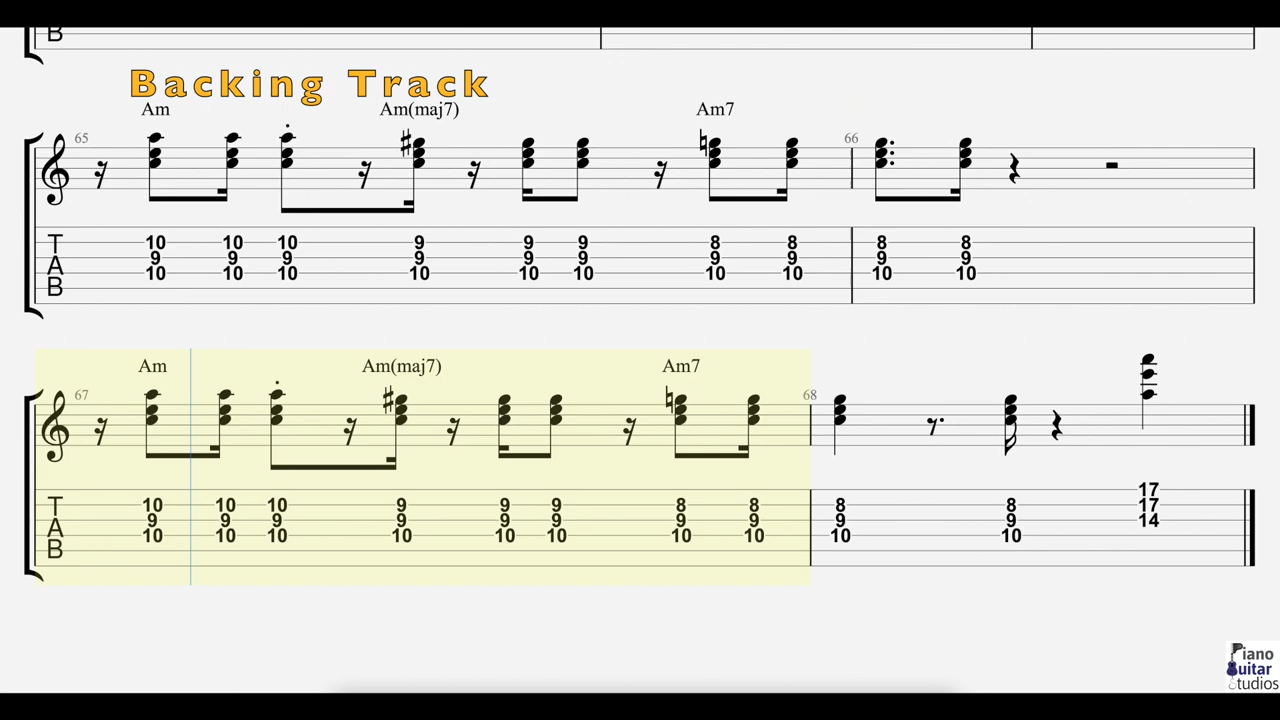 B
Backing Track
Am Am(maj7) Am7
65 66
T 10 10 10 9 9 9 8 8 8 8
A 9 9 9 9 9 9 9 9 9 9
10 10 10 10 10 10 10 10 10 10
B
Am Am(maj7) Am7
67 68
17
T 10 10 10 9 9 9 8 8 8 8 17
A 9 9 9 9 9 9 9 9 9 9 14
10 10 10 10 10 10 10 10 10 10
B
Piano
Guitar
Studios